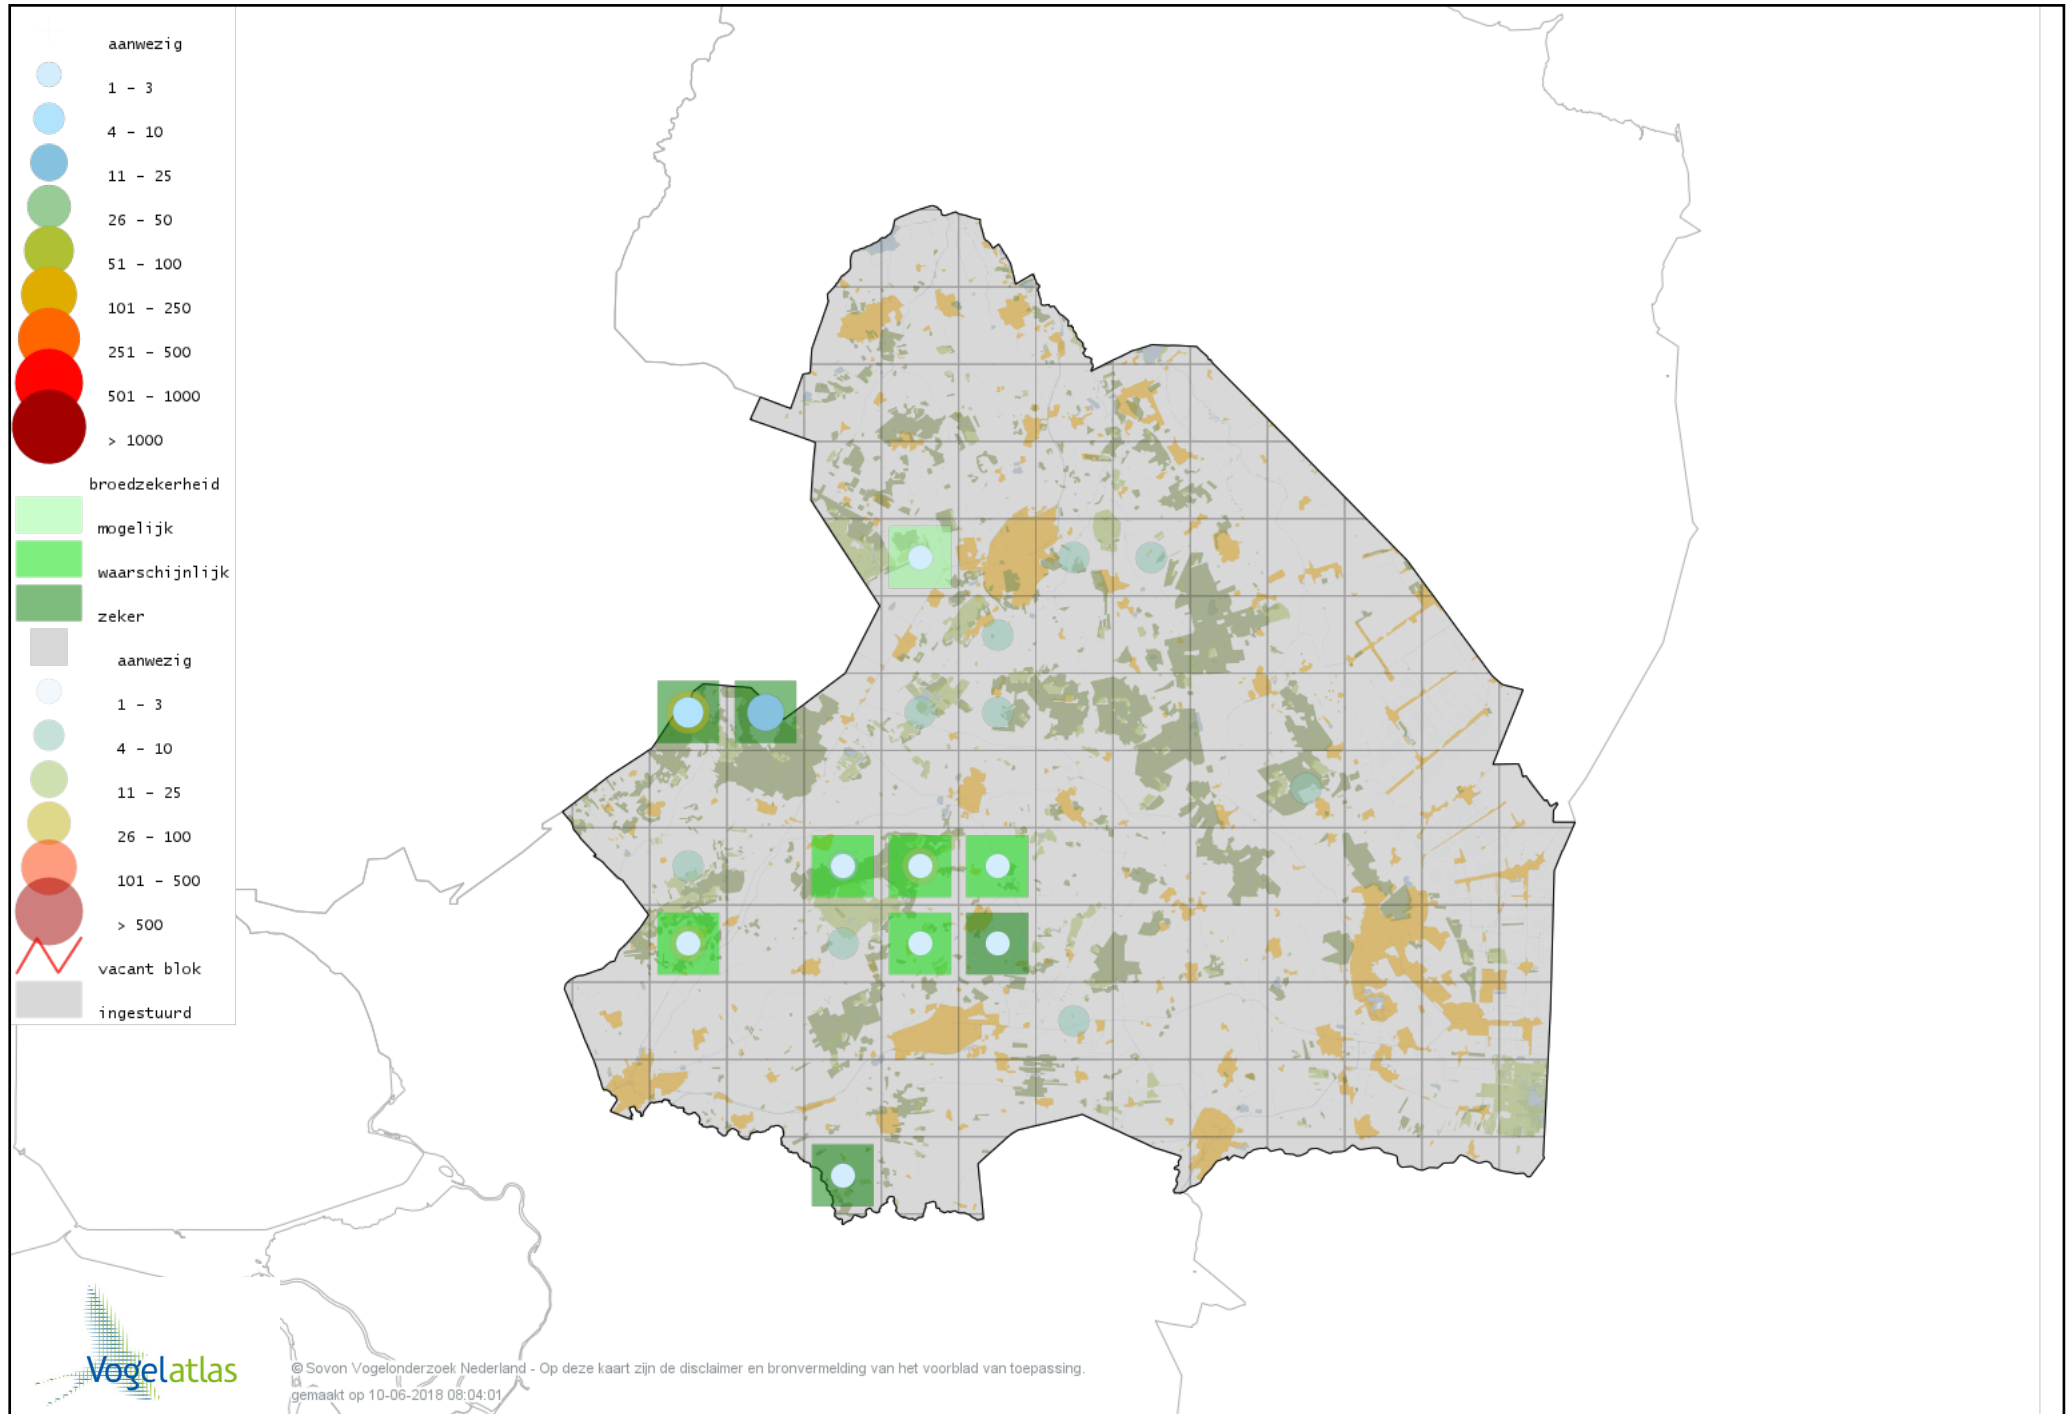 aanwezig
1 - 3
4 - 10
11 - 25
26 - 50
51 - 100
101 - 250
251 - 500
501 - 1000
> 1000
broedzekerheid
mogelijk
waarschijnlijk
zeker
aanwezig
1 - 3
4 - 10
11 - 25
26 - 100
101 - 500
> 500
vacant blok
ingestuurd
Vogelatlas
© Sovon Vogelonderzoek Nederland - Op deze kaart zijn de disclaimer en bronvermelding van het voorblad van toepassing.
gemaakt op 10-06-2018 08:04:01